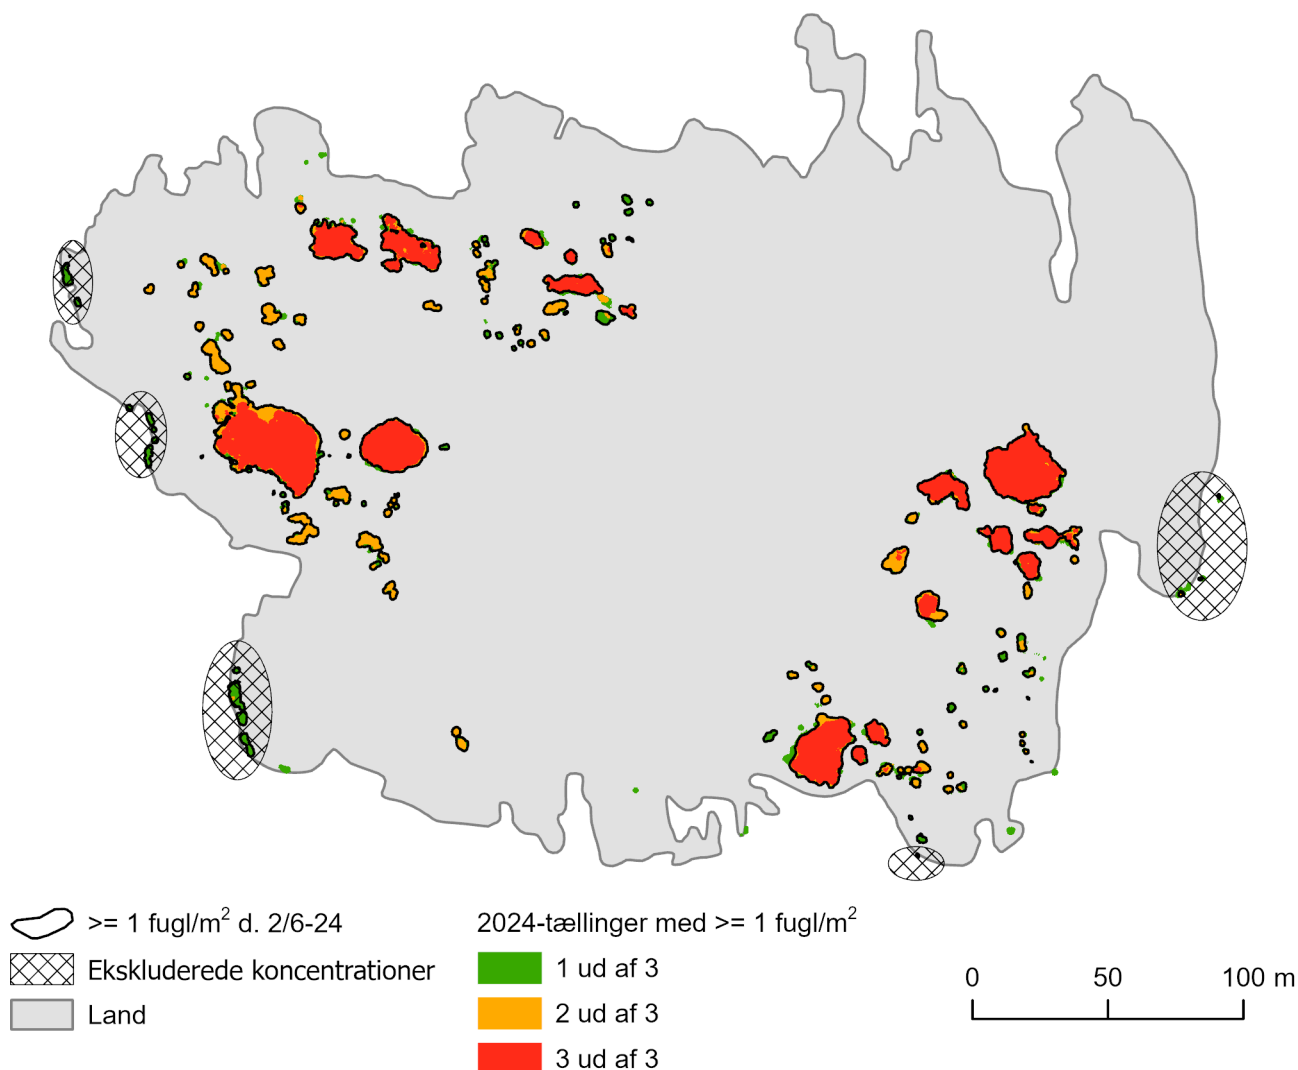 >= 1 fugl/m² d. 2/6-24
Ekskluderede koncentrationer
Land
2024-tællinger med >= 1 fugl/m²
1 ud af 3
2 ud af 3
3 ud af 3
0 50 100 m